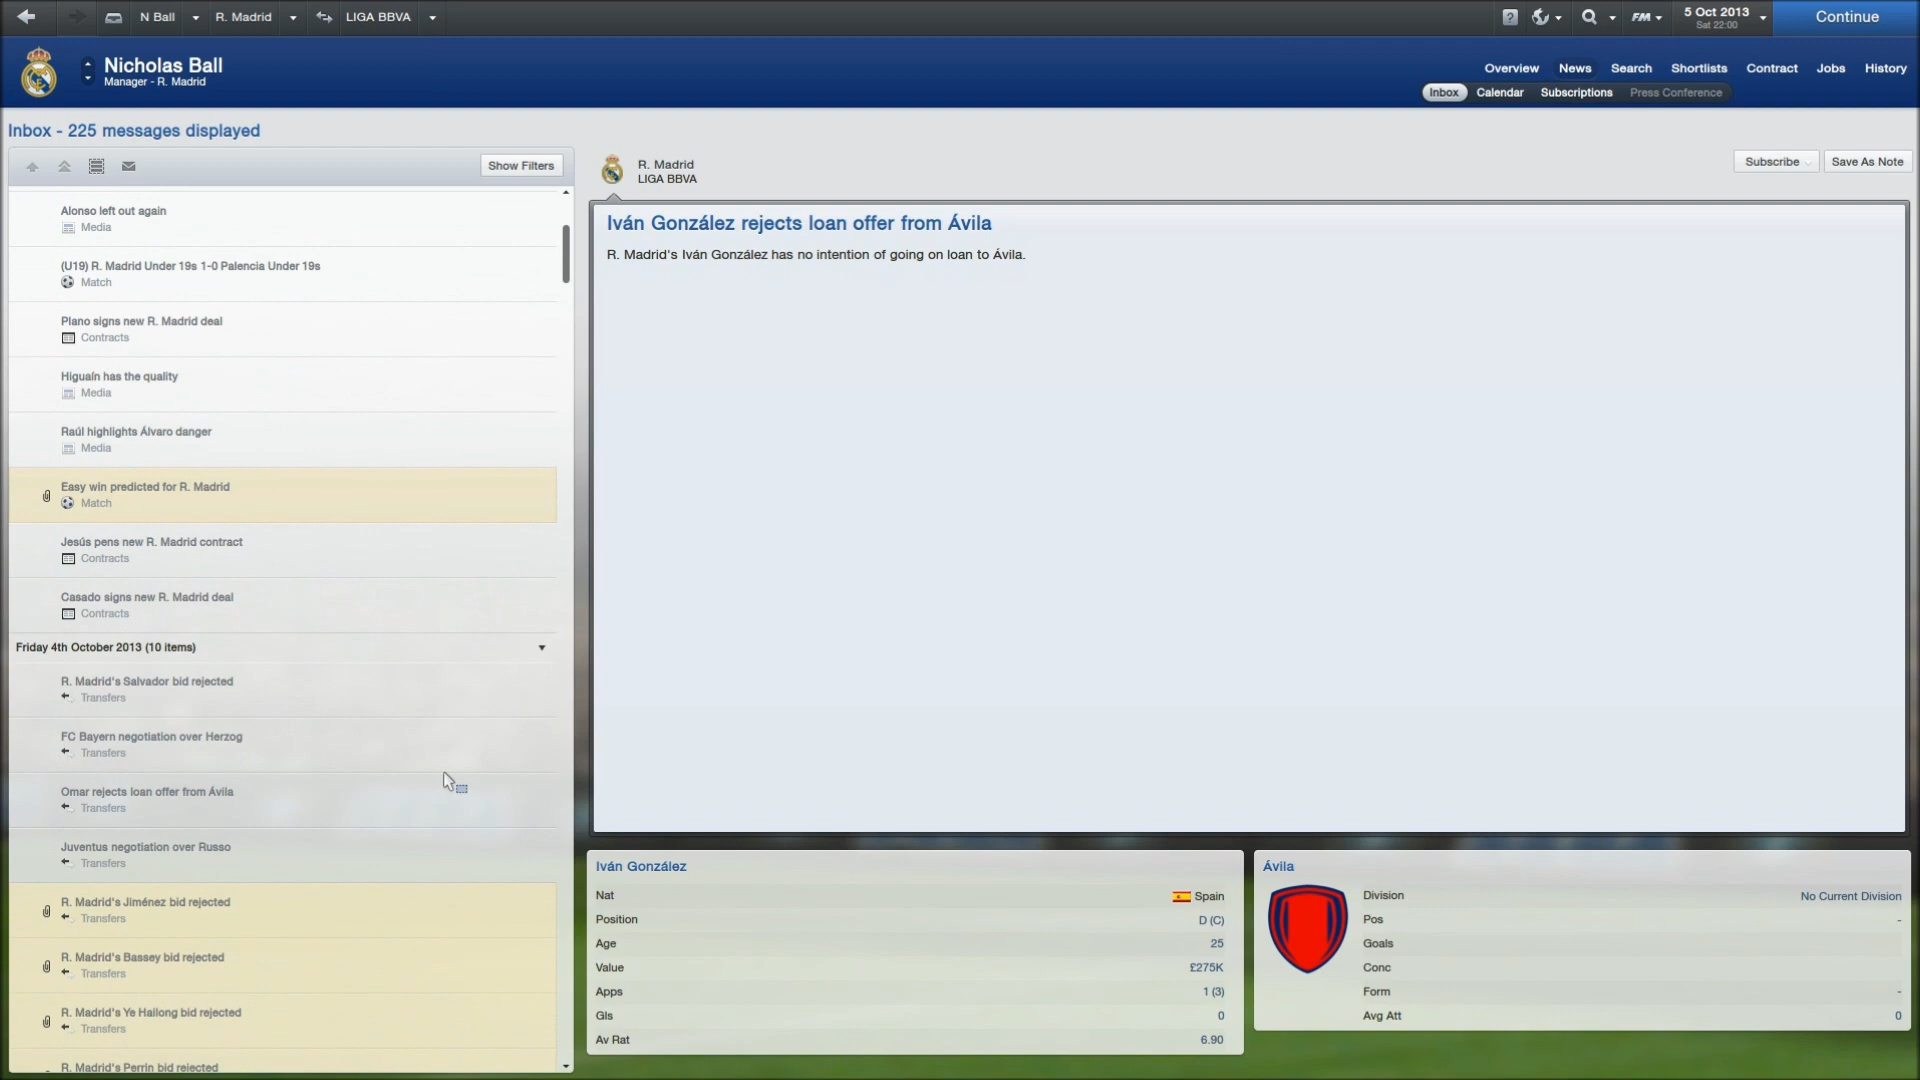 N Ball
R. Madrid
LIGA BBVA
?
FM
5 Oct 2013
Sat 22:00
Continue
Nicholas Ball
Manager - R. Madrid
Overview News Search Shortlists Contract Jobs History
Inbox Calendar Subscriptions Press Conference
Inbox - 225 messages displayed
Show Filters
Alonso left out again
Media
(U19) R. Madrid Under 19s 1-0 Palencia Under 19s
Match
Plano signs new R. Madrid deal
Contracts
Higuaín has the quality
Media
Raúl highlights Álvaro danger
Media
Easy win predicted for R. Madrid
Match
Jesús pens new R. Madrid contract
Contracts
Casado signs new R. Madrid deal
Contracts
Friday 4th October 2013 (10 items)
R. Madrid's Salvador bid rejected
Transfers
FC Bayern negotiation over Herzog
Transfers
Omar rejects loan offer from Ávila
Transfers
Juventus negotiation over Russo
Transfers
R. Madrid's Jiménez bid rejected
Transfers
R. Madrid's Bassey bid rejected
Transfers
R. Madrid's Ye Hailong bid rejected
Transfers
R. Madrid's Perrin bid rejected
R. Madrid
LIGA BBVA
Subscribe
Save As Note
Iván González rejects loan offer from Ávila
R. Madrid's Iván González has no intention of going on loan to Ávila.
Iván González
Nat Spain
Position D (C)
Age 25
Value £275K
Apps 1 (3)
Gls 0
Av Rat 6.90
Ávila
Division No Current Division
Pos -
Goals
Conc
Form -
Avg Att 0